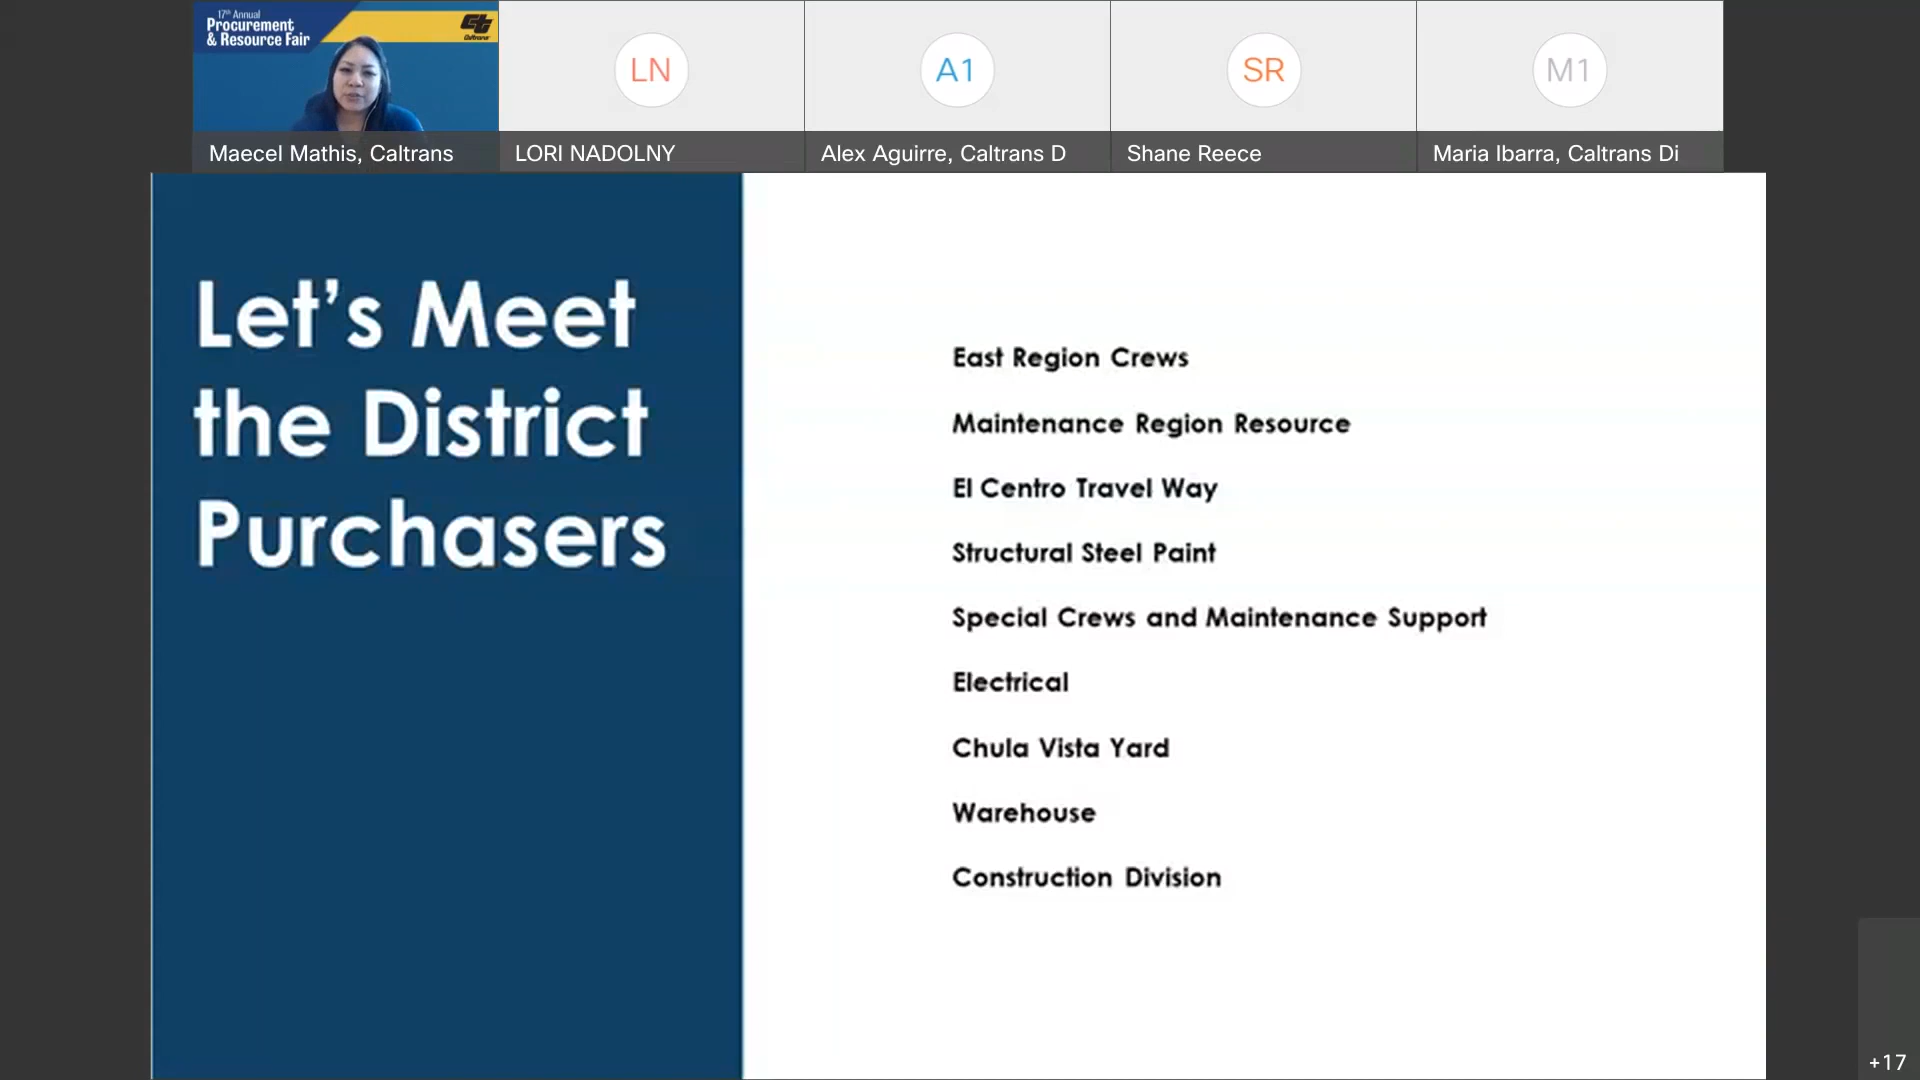 17th Annual
Procurement
& Resource Fair
Caltrans
LN
A1
SR
M1
Maecel Mathis, Caltrans
LORI NADOLNY
Alex Aguirre, Caltrans D
Shane Reece
Maria Ibarra, Caltrans Di
Let's Meet
the District
Purchasers
East Region Crews
Maintenance Region Resource
El Centro Travel Way
Structural Steel Paint
Special Crews and Maintenance Support
Electrical
Chula Vista Yard
Warehouse
Construction Division
+17